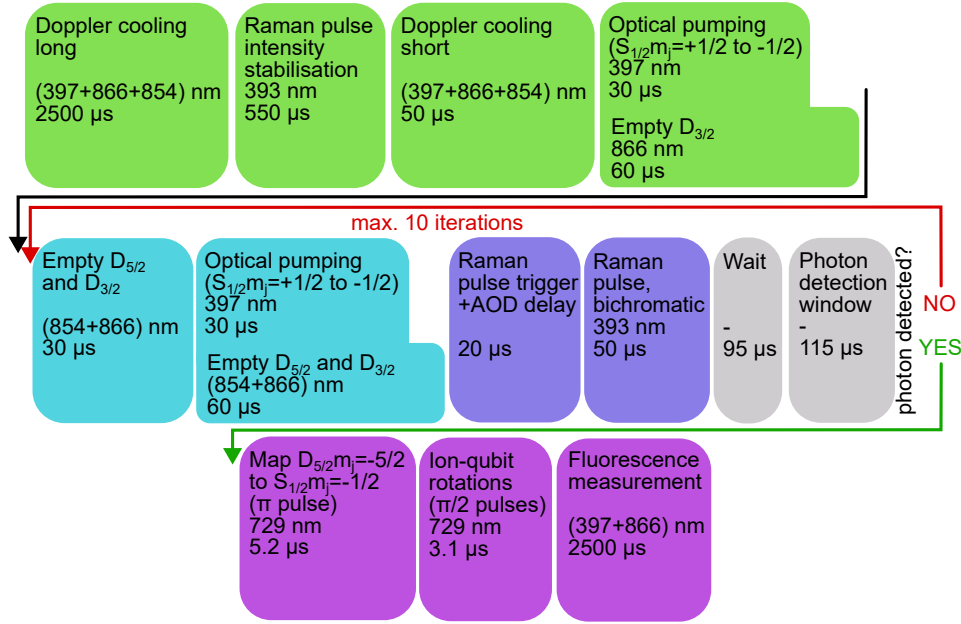 Doppler cooling
long
(397+866+854) nm
2500 µs
Raman pulse
intensity
stabilisation
393 nm
550 µs
Doppler cooling
short
(397+866+854) nm
50 µs
Optical pumping
(S1/2mj=+1/2 to -1/2)
397 nm
30 µs
Empty D3/2
866 nm
60 µs
max. 10 iterations
Empty D5/2
and D3/2
(854+866) nm
30 µs
Optical pumping
(S1/2mj=+1/2 to -1/2)
397 nm
30 µs
Empty D5/2 and D3/2
(854+866) nm
60 µs
Raman
pulse trigger
+AOD delay
20 µs
Raman
pulse,
bichromatic
393 nm
50 µs
Wait
-
95 µs
Photon
detection
window
-
115 µs
photon detected?
NO
YES
Map D5/2mj=-5/2
to S1/2mj=-1/2
(π pulse)
729 nm
5.2 µs
Ion-qubit
rotations
(π/2 pulses)
729 nm
3.1 µs
Fluorescence
measurement
(397+866) nm
2500 µs